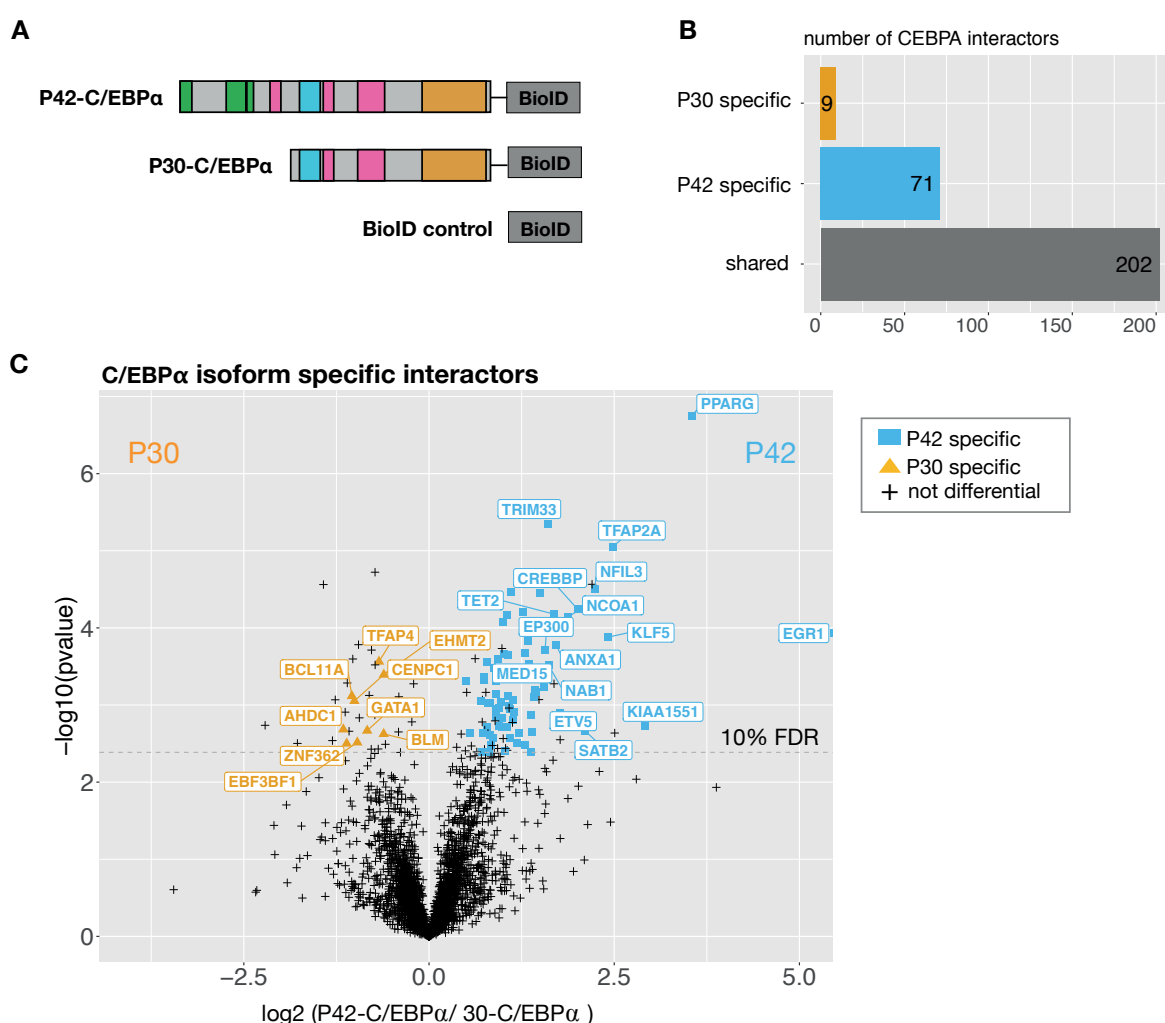 A
P42-C/EBPα
BioID
P30-C/EBPα
BioID
BioID control
BioID
B
number of CEBPA interactors
P30 specific
9
P42 specific
71
shared
202
0
50
100
150
200
C
C/EBPα isoform specific interactors
P30
P42
PPARG
TRIM33
TFAP2A
NFIL3
CREBBP
TET2
NCOA1
EP300
KLF5
EGR1
ANXA1
MED15
NAB1
KIAA1551
ETV5
SATB2
10% FDR
TFAP4
EHMT2
BCL11A
CENPC1
GATA1
AHDC1
BLM
ZNF362
EBF3BF1
6
4
2
0
−log10(pvalue)
−2.5
0.0
2.5
5.0
log2 (P42-C/EBPα/ 30-C/EBPα )
P42 specific
P30 specific
not differential